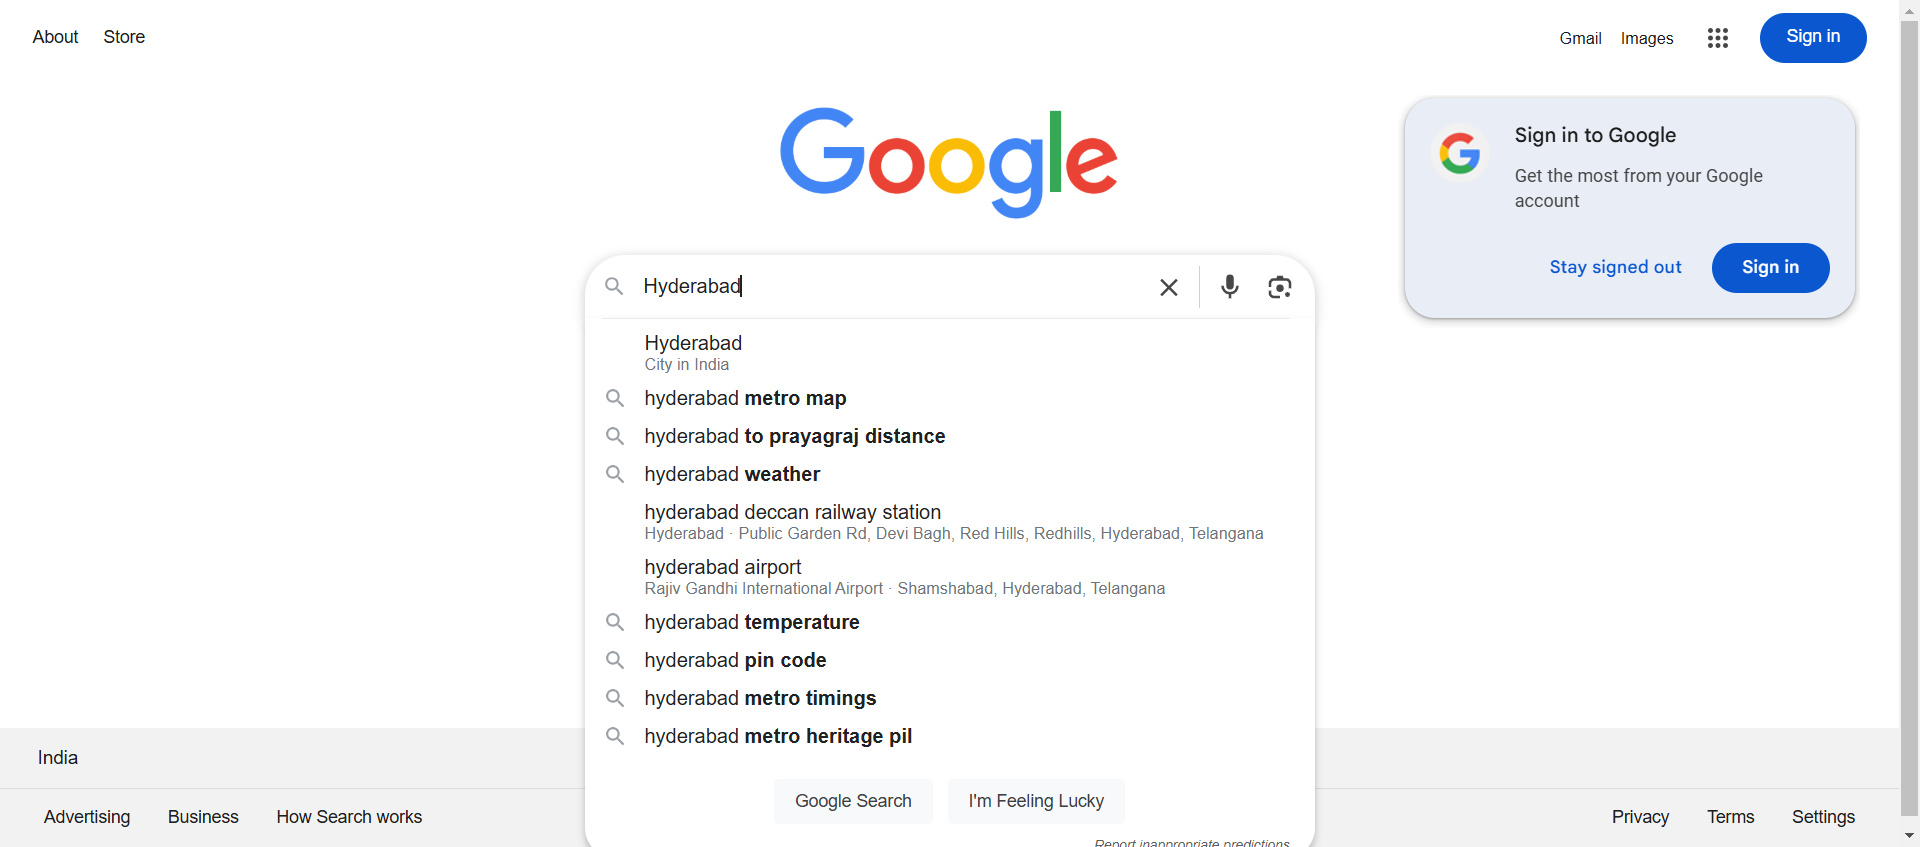 About Store
Gmail Images Sign in
Google
Sign in to Google
Get the most from your Google
account
Stay signed out Sign in
Hyderabad
Hyderabad
City in India
hyderabad metro map
hyderabad to prayagraj distance
hyderabad weather
hyderabad deccan railway station
Hyderabad · Public Garden Rd, Devi Bagh, Red Hills, Redhills, Hyderabad, Telangana
hyderabad airport
Rajiv Gandhi International Airport · Shamshabad, Hyderabad, Telangana
hyderabad temperature
hyderabad pin code
hyderabad metro timings
hyderabad metro heritage pil
Google Search I'm Feeling Lucky
Report inappropriate predictions
India
Advertising Business How Search works
Privacy Terms Settings